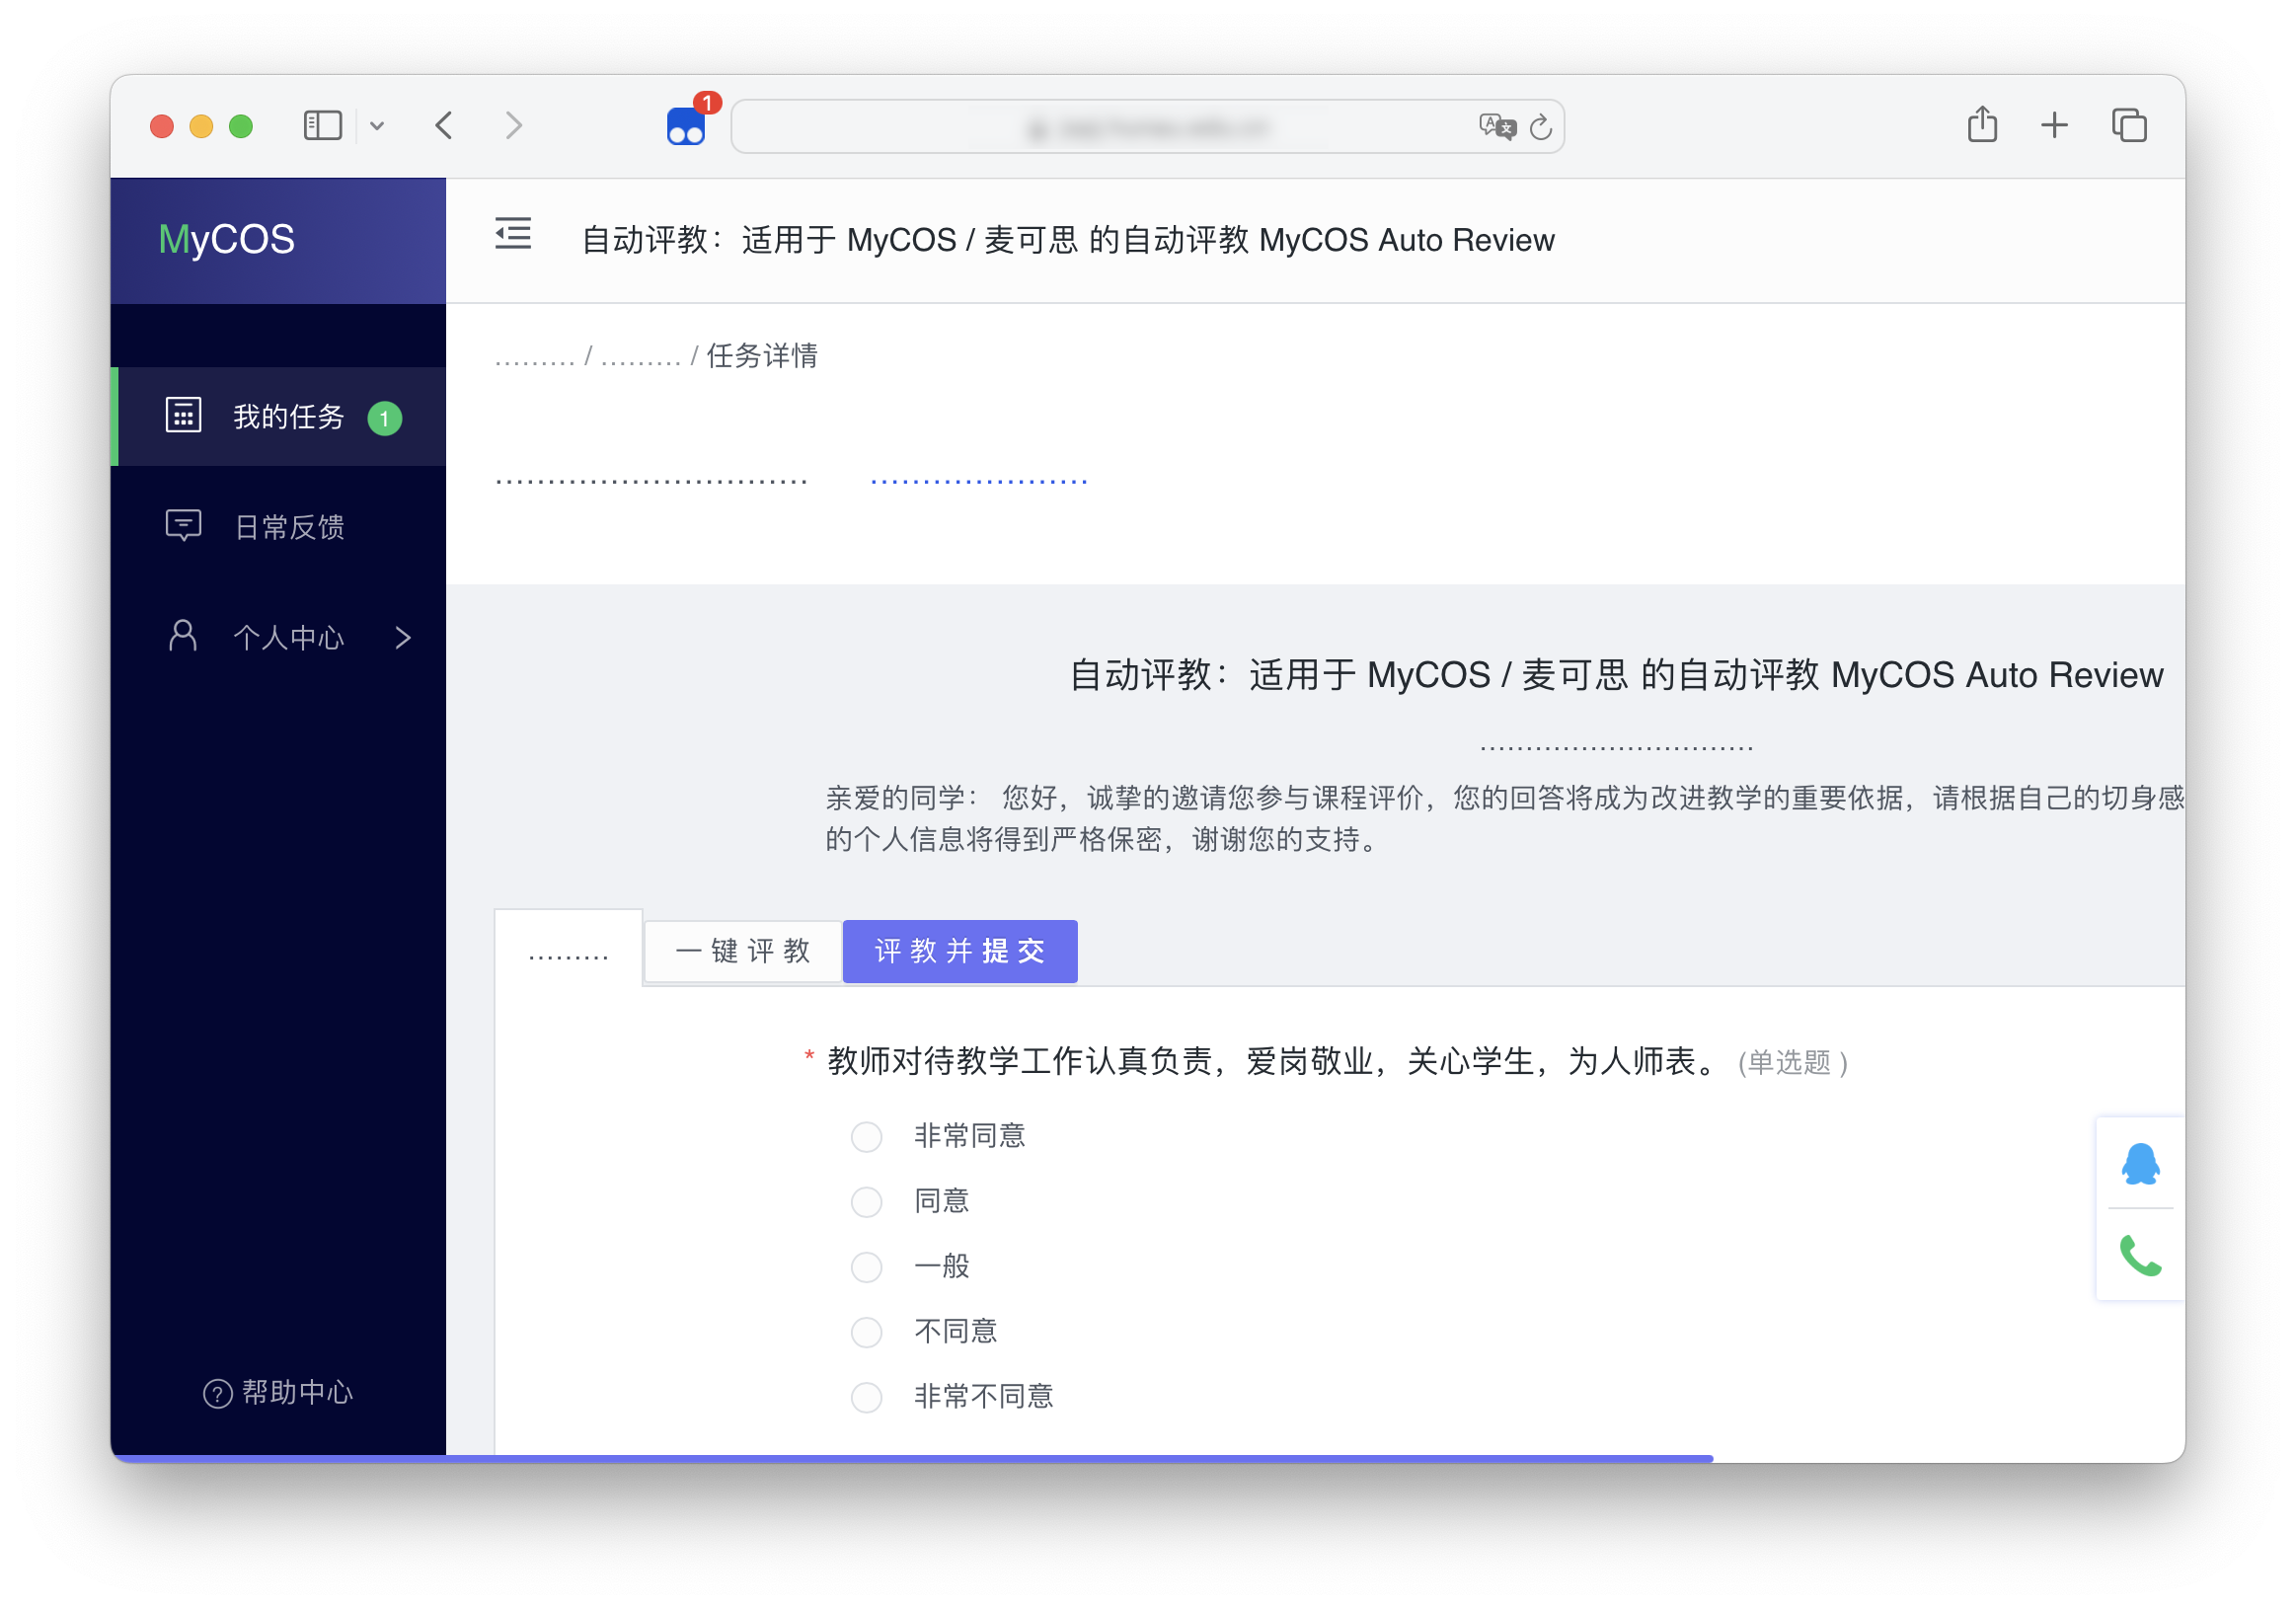 1
MyCOS
自动评教：适用于 MyCOS / 麦可思 的自动评教 MyCOS Auto Review
......... / ......... / 任务详情
我的任务 1
日常反馈
个人中心
自动评教：适用于 MyCOS / 麦可思 的自动评教 MyCOS Auto Review
亲爱的同学： 您好，诚挚的邀请您参与课程评价，您的回答将成为改进教学的重要依据，请根据自己的切身感
的个人信息将得到严格保密，谢谢您的支持。
......... 一键评教 评教并提交
* 教师对待教学工作认真负责，爱岗敬业，关心学生，为人师表。 (单选题 )
非常同意
同意
一般
不同意
非常不同意
? 帮助中心